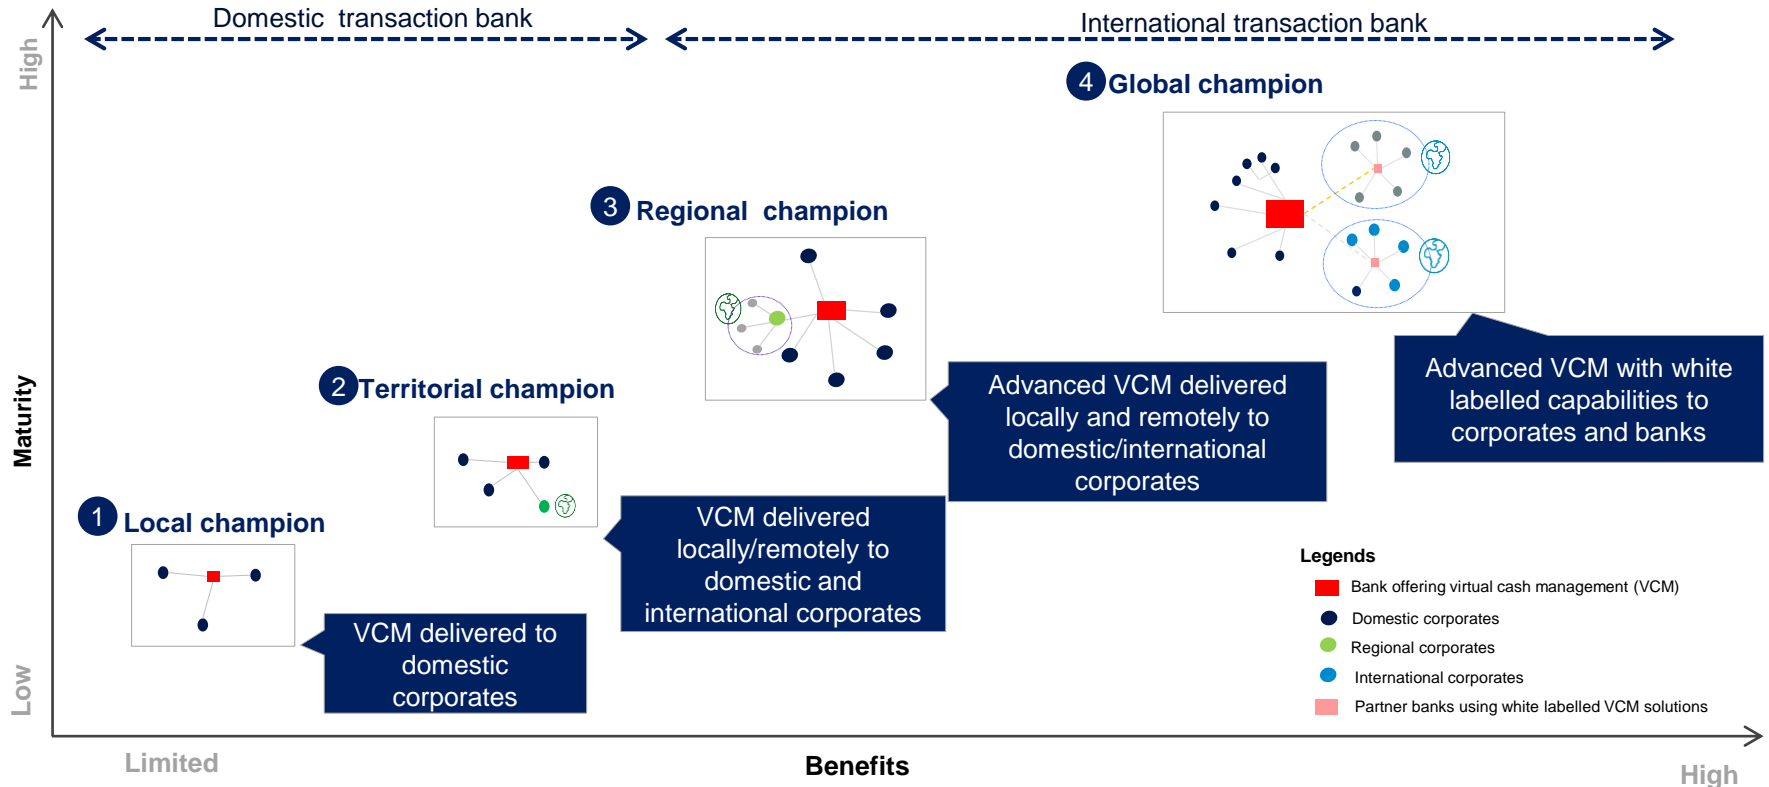 Domestic transaction bank
International transaction bank
High
4 Global champion
3 Regional champion
2 Territorial champion
1 Local champion
Advanced VCM with white
labelled capabilities to
corporates and banks
Advanced VCM delivered
locally and remotely to
domestic/international
corporates
VCM delivered
locally/remotely to
domestic and
international corporates
VCM delivered to
domestic
corporates
Maturity
Low
Legends
Bank offering virtual cash management (VCM)
Domestic corporates
Regional corporates
International corporates
Partner banks using white labelled VCM solutions
Limited
Benefits
High